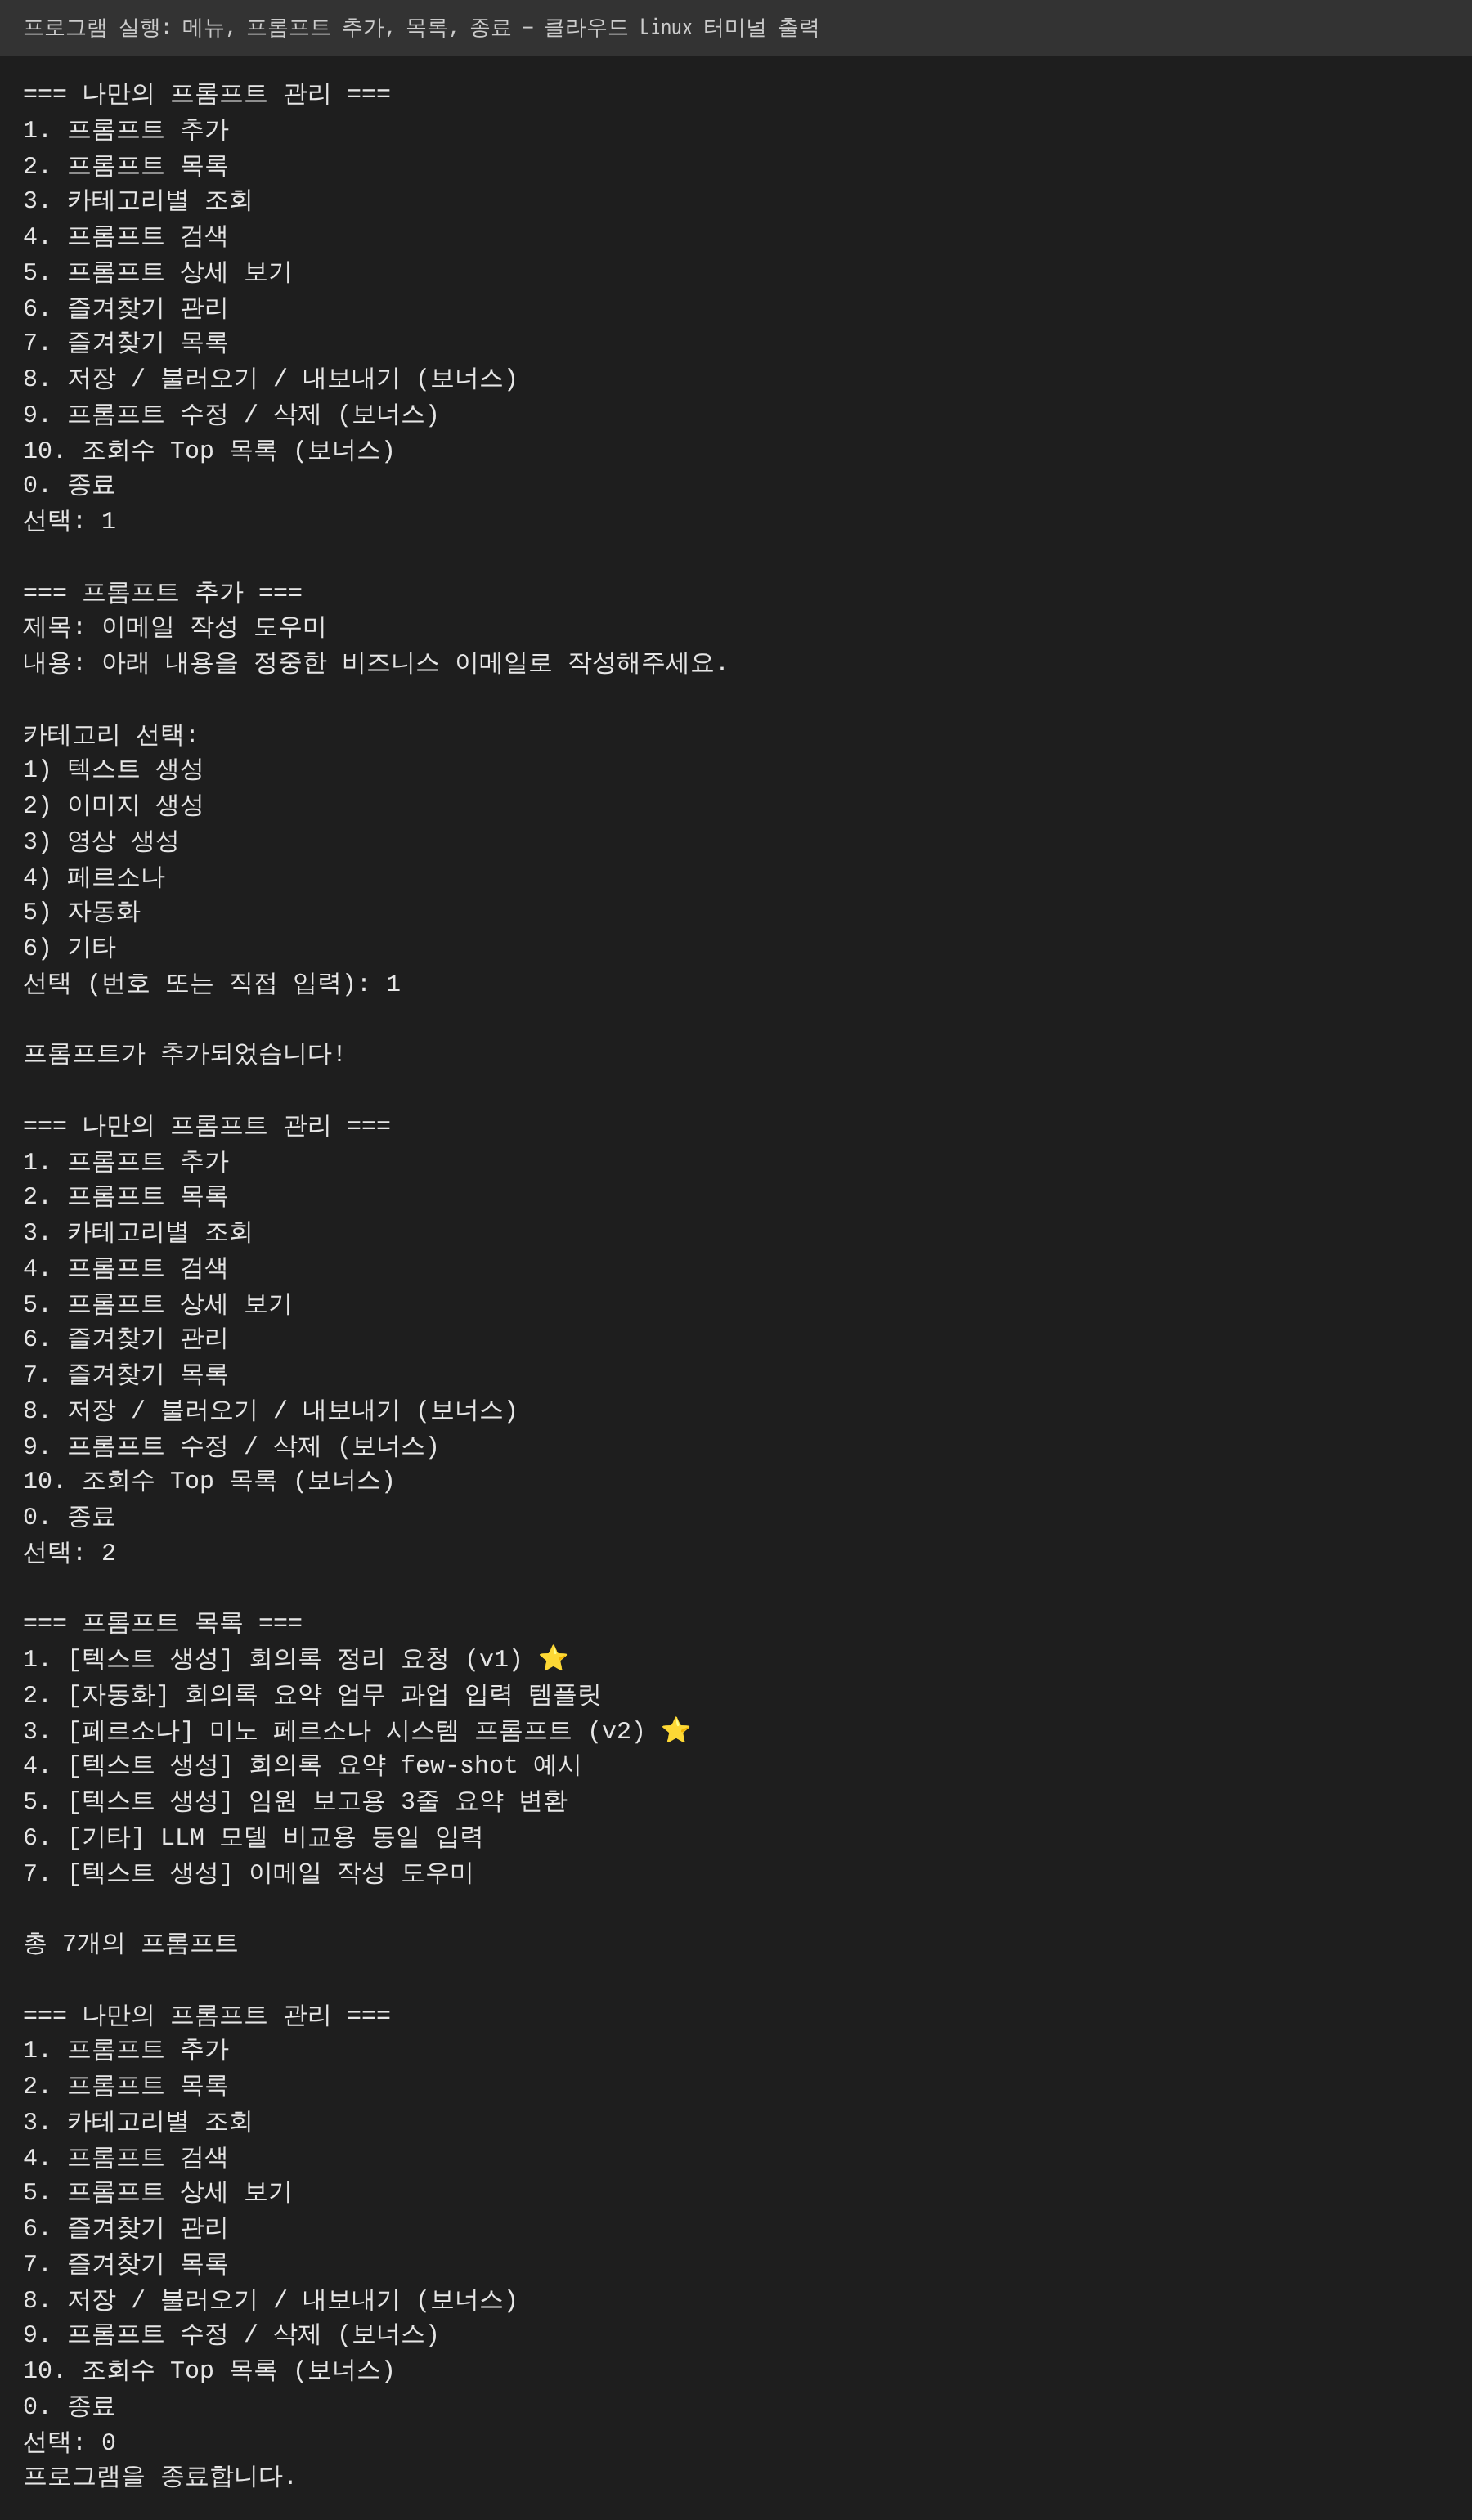 프로그램 실행: 메뉴, 프롬프트 추가, 목록, 종료 — 클라우드 Linux 터미널 출력
=== 나만의 프롬프트 관리 ===
1. 프롬프트 추가
2. 프롬프트 목록
3. 카테고리별 조회
4. 프롬프트 검색
5. 프롬프트 상세 보기
6. 즐겨찾기 관리
7. 즐겨찾기 목록
8. 저장 / 불러오기 / 내보내기 (보너스)
9. 프롬프트 수정 / 삭제 (보너스)
10. 조회수 Top 목록 (보너스)
0. 종료
선택: 1
=== 프롬프트 추가 ===
제목: 이메일 작성 도우미
내용: 아래 내용을 정중한 비즈니스 이메일로 작성해주세요.
카테고리 선택:
1) 텍스트 생성
2) 이미지 생성
3) 영상 생성
4) 페르소나
5) 자동화
6) 기타
선택 (번호 또는 직접 입력): 1
프롬프트가 추가되었습니다!
=== 나만의 프롬프트 관리 ===
1. 프롬프트 추가
2. 프롬프트 목록
3. 카테고리별 조회
4. 프롬프트 검색
5. 프롬프트 상세 보기
6. 즐겨찾기 관리
7. 즐겨찾기 목록
8. 저장 / 불러오기 / 내보내기 (보너스)
9. 프롬프트 수정 / 삭제 (보너스)
10. 조회수 Top 목록 (보너스)
0. 종료
선택: 2
=== 프롬프트 목록 ===
1. [텍스트 생성] 회의록 정리 요청 (v1) ⭐
2. [자동화] 회의록 요약 업무 과업 입력 템플릿
3. [페르소나] 미노 페르소나 시스템 프롬프트 (v2) ⭐
4. [텍스트 생성] 회의록 요약 few-shot 예시
5. [텍스트 생성] 임원 보고용 3줄 요약 변환
6. [기타] LLM 모델 비교용 동일 입력
7. [텍스트 생성] 이메일 작성 도우미
총 7개의 프롬프트
=== 나만의 프롬프트 관리 ===
1. 프롬프트 추가
2. 프롬프트 목록
3. 카테고리별 조회
4. 프롬프트 검색
5. 프롬프트 상세 보기
6. 즐겨찾기 관리
7. 즐겨찾기 목록
8. 저장 / 불러오기 / 내보내기 (보너스)
9. 프롬프트 수정 / 삭제 (보너스)
10. 조회수 Top 목록 (보너스)
0. 종료
선택: 0
프로그램을 종료합니다.